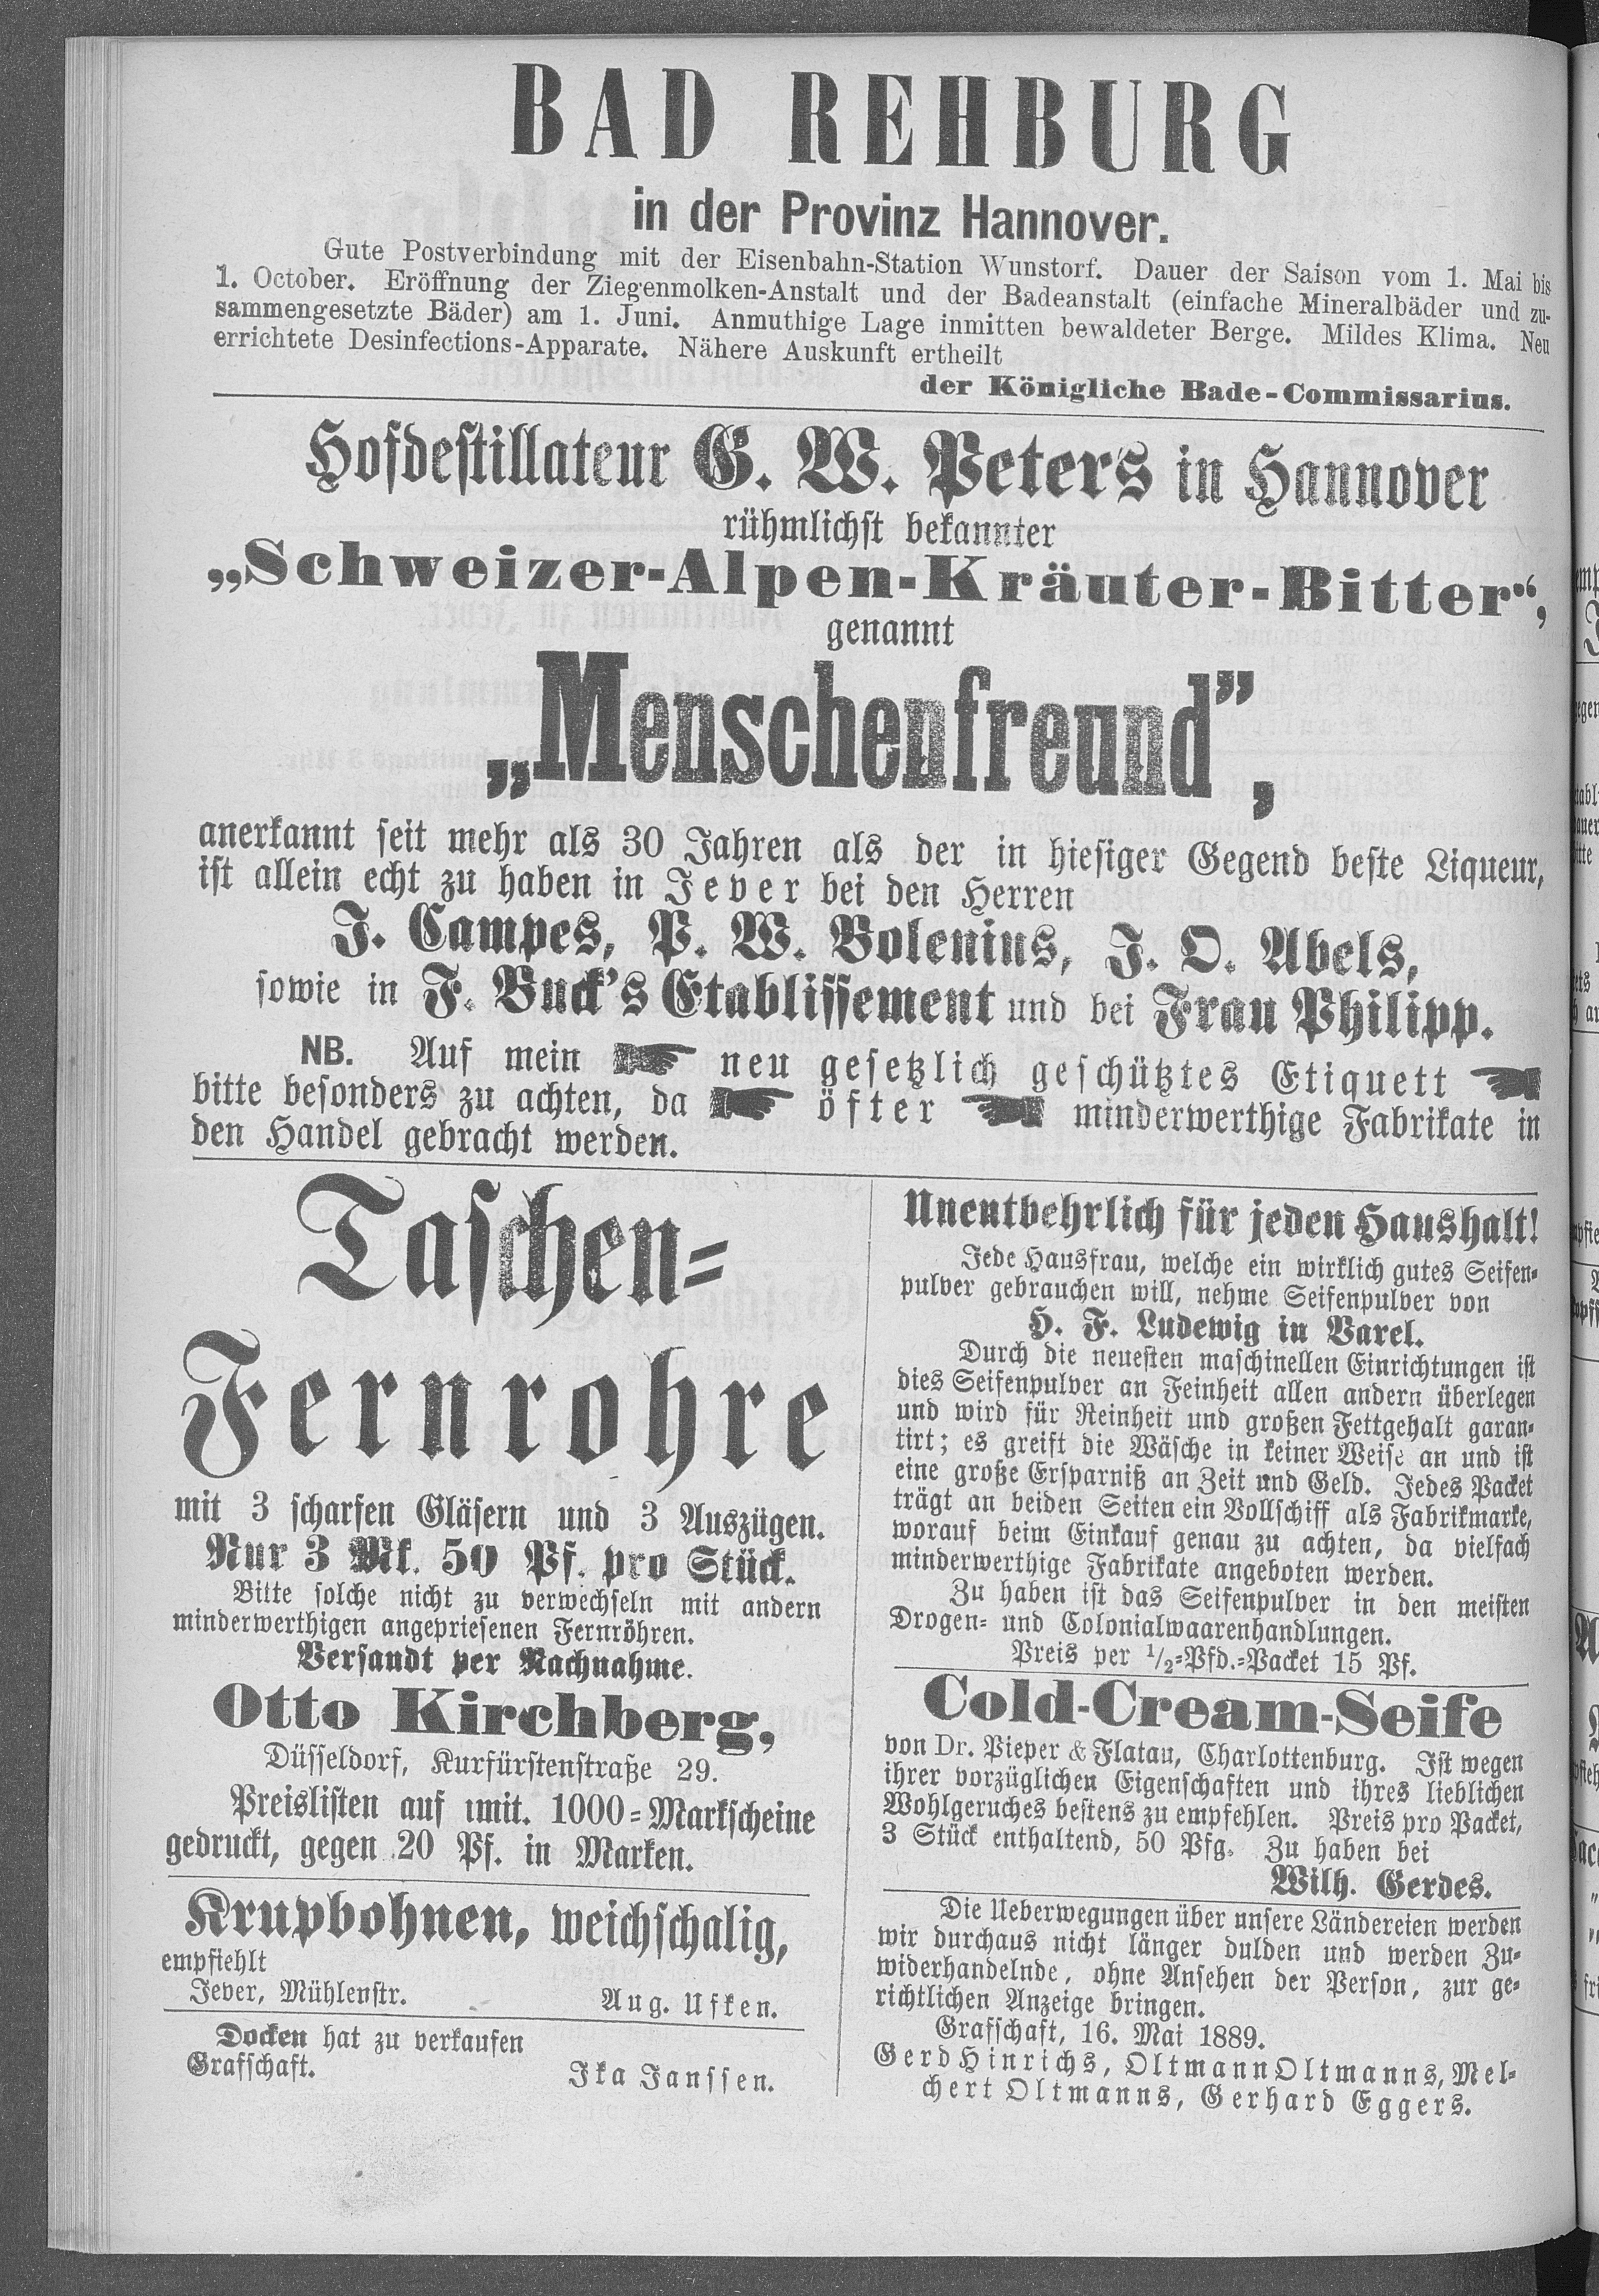 BAD REHBURG
in der Provinz Hannover.
Gute Postverbindung mit der Eisenbahn-Station Wunstorf. Dauer der Saison vom 1. Mai bis
1. October. Eröffnung der Ziegenmolken-Anstalt und der Badeanstalt (einfache Mineralbäder und zu-
sammengesetzte Bäder) am 1. Juni. Anmuthige Lage inmitten bewaldeter Berge. Mildes Klima. Neu
errichtete Desinfections-Apparate. Nähere Auskunft ertheilt
der Königliche Bade-Commissarius.
Hofdestillateur G. W. Peters in Hannover
rühmlichst bekannter
„Schweizer-Alpen-Kräuter-Bitter“,
genannt
„Menschenfreund”,
anerkannt seit mehr als 30 Jahren als der in hiesiger Gegend beste Liqueur,
ist allein echt zu haben in Jever bei den Herren
J. Campes, P. W. Bolenius, J. O. Abels,
sowie in F. Buck's Etablissement und bei Frau Philipp.
NB. Auf mein ☛ neu gesetzlich geschütztes Etiquett ☚
bitte besonders zu achten, da ☛ öfter ☚ minderwerthige Fabrikate in
den Handel gebracht werden.
Taschen-
Fernrohre
mit 3 scharfen Gläsern und 3 Auszügen.
Nur 3 Mk. 50 Pf. pro Stück.
Bitte solche nicht zu verwechseln mit andern
minderwerthigen angepriesenen Fernröhren.
Versandt per Nachnahme.
Otto Kirchberg,
Düsseldorf, Kurfürstenstraße 29.
Preislisten auf imit. 1000-Markscheine
gedruckt, gegen 20 Pf. in Marken.
Krupbohnen, weichschalig,
empfiehlt
Jever, Mühlenstr. Aug. Ufken.
Docken hat zu verkaufen
Grafschaft. Jka Janssen.
Unentbehrlich für jeden Haushalt!
Jede Hausfrau, welche ein wirklich gutes Seifen-
pulver gebrauchen will, nehme Seifenpulver von
H. F. Ludewig in Varel.
Durch die neuesten maschinellen Einrichtungen ist
dies Seifenpulver an Feinheit allen andern überlegen
und wird für Reinheit und großen Fettgehalt garan-
tirt; es greift die Wäsche in keiner Weise an und ist
eine große Ersparniß an Zeit und Geld. Jedes Packet
trägt an beiden Seiten ein Vollschiff als Fabrikmarke,
worauf beim Einkauf genau zu achten, da vielfach
minderwerthige Fabrikate angeboten werden.
Zu haben ist das Seifenpulver in den meisten
Drogen- und Colonialwaarenhandlungen.
Preis per 1/2-Pfd.-Packet 15 Pf.
Cold-Cream-Seife
von Dr. Pieper & Flatau, Charlottenburg. Ist wegen
ihrer vorzüglichen Eigenschaften und ihres lieblichen
Wohlgeruches bestens zu empfehlen. Preis pro Packet,
3 Stück enthaltend, 50 Pfg. Zu haben bei
Wilh. Gerdes.
Die Ueberwegungen über unsere Ländereien werden
wir durchaus nicht länger dulden und werden Zu-
widerhandelnde, ohne Ansehen der Person, zur ge-
richtlichen Anzeige bringen.
Grafschaft, 16. Mai 1889.
Gerd Hinrichs, Oltmann Oltmanns, Mel-
chert Oltmanns, Gerhard Eggers.